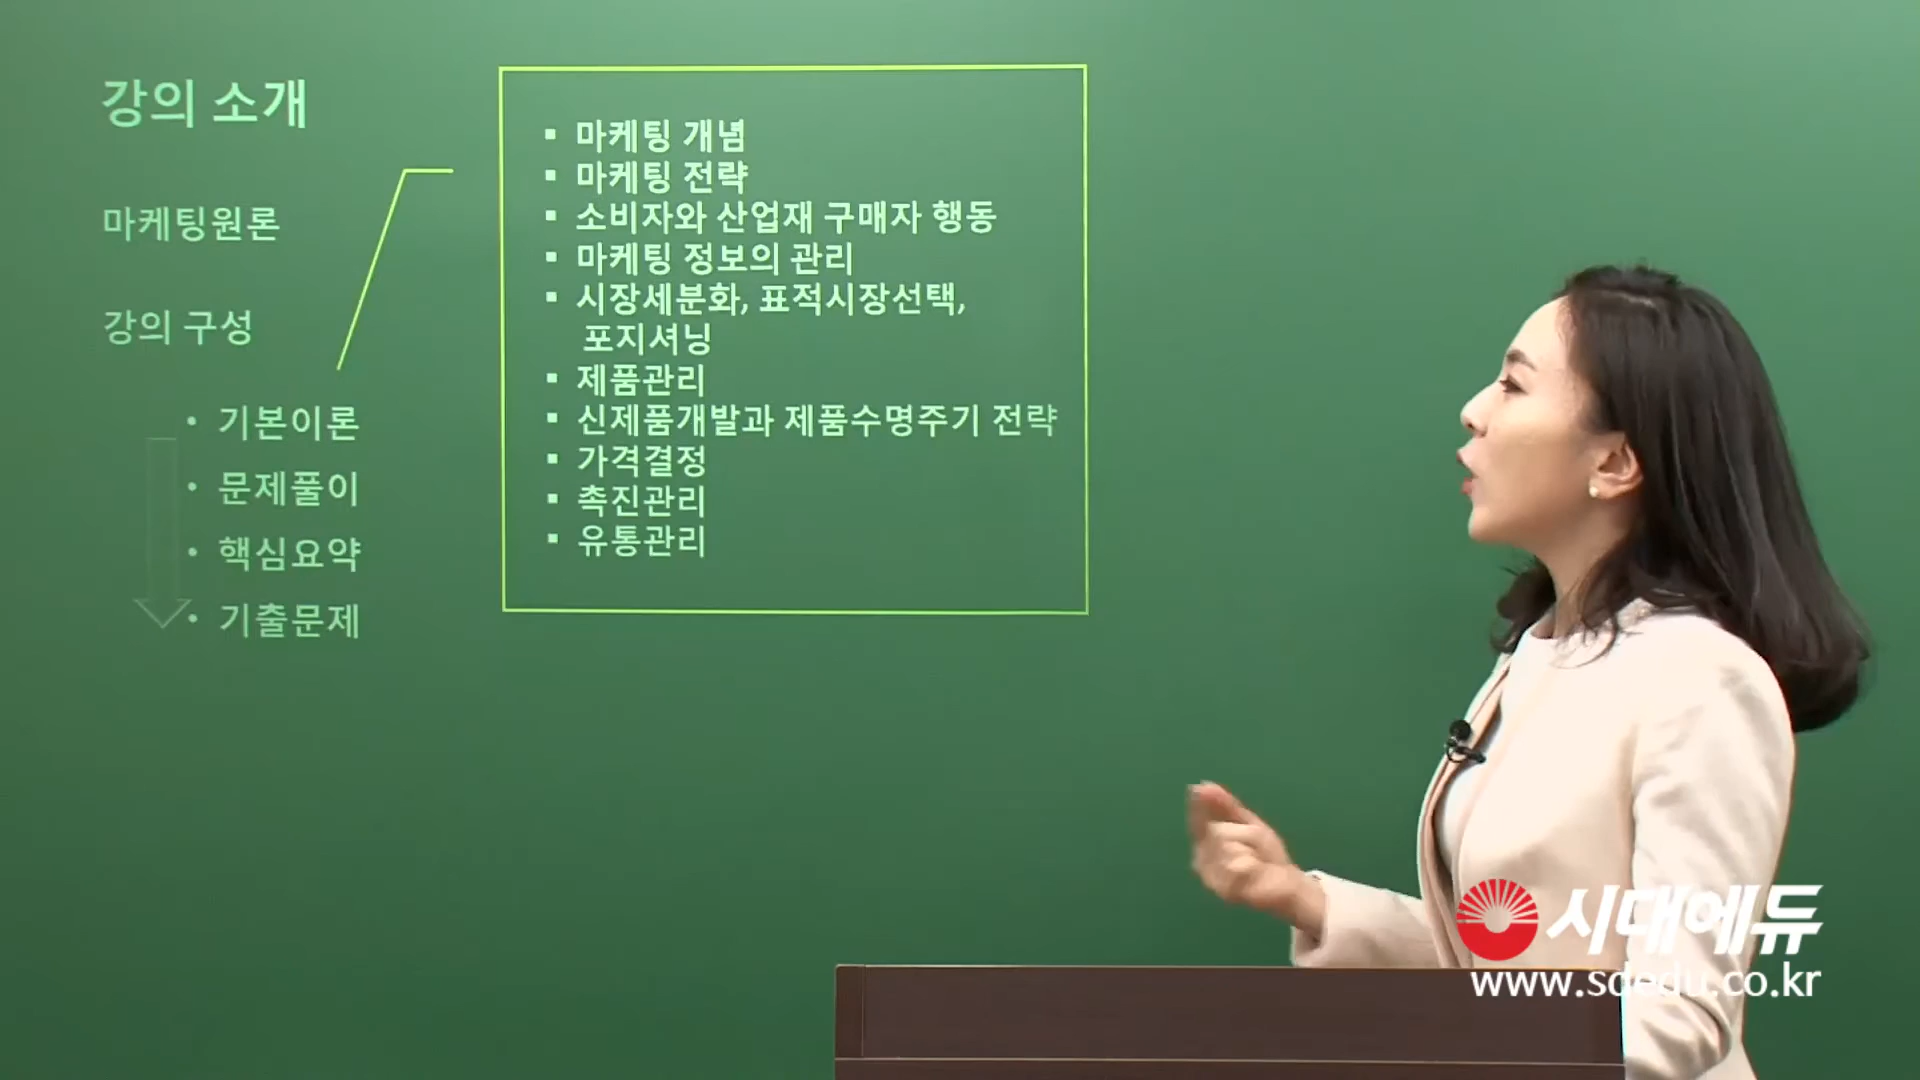 강의 소개
마케팅원론
강의 구성
• 기본이론
• 문제풀이
• 핵심요약
• 기출문제
▪ 마케팅 개념
▪ 마케팅 전략
▪ 소비자와 산업재 구매자 행동
▪ 마케팅 정보의 관리
▪ 시장세분화, 표적시장선택,
포지셔닝
▪ 제품관리
▪ 신제품개발과 제품수명주기 전략
▪ 가격결정
▪ 촉진관리
▪ 유통관리
시대에듀
www.sdedu.co.kr